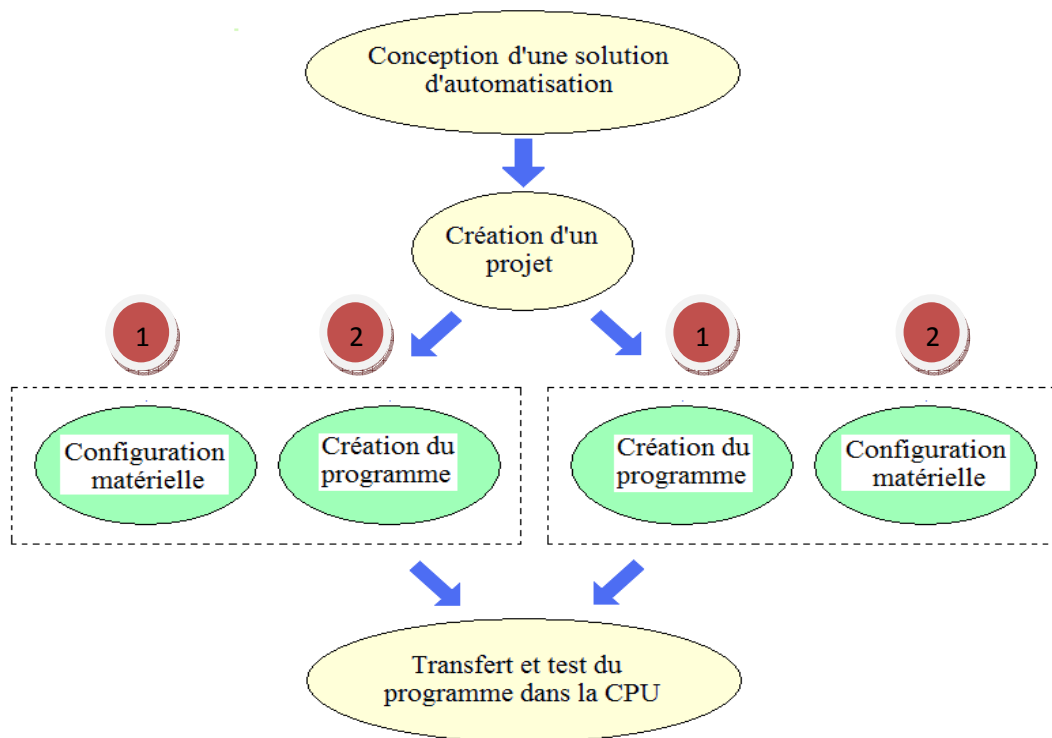 Conception d'une solution
d'automatisation
Création d'un
projet
1
2
1
2
Configuration
matérielle
Création du
programme
Création du
programme
Configuration
matérielle
Transfert et test du
programme dans la CPU